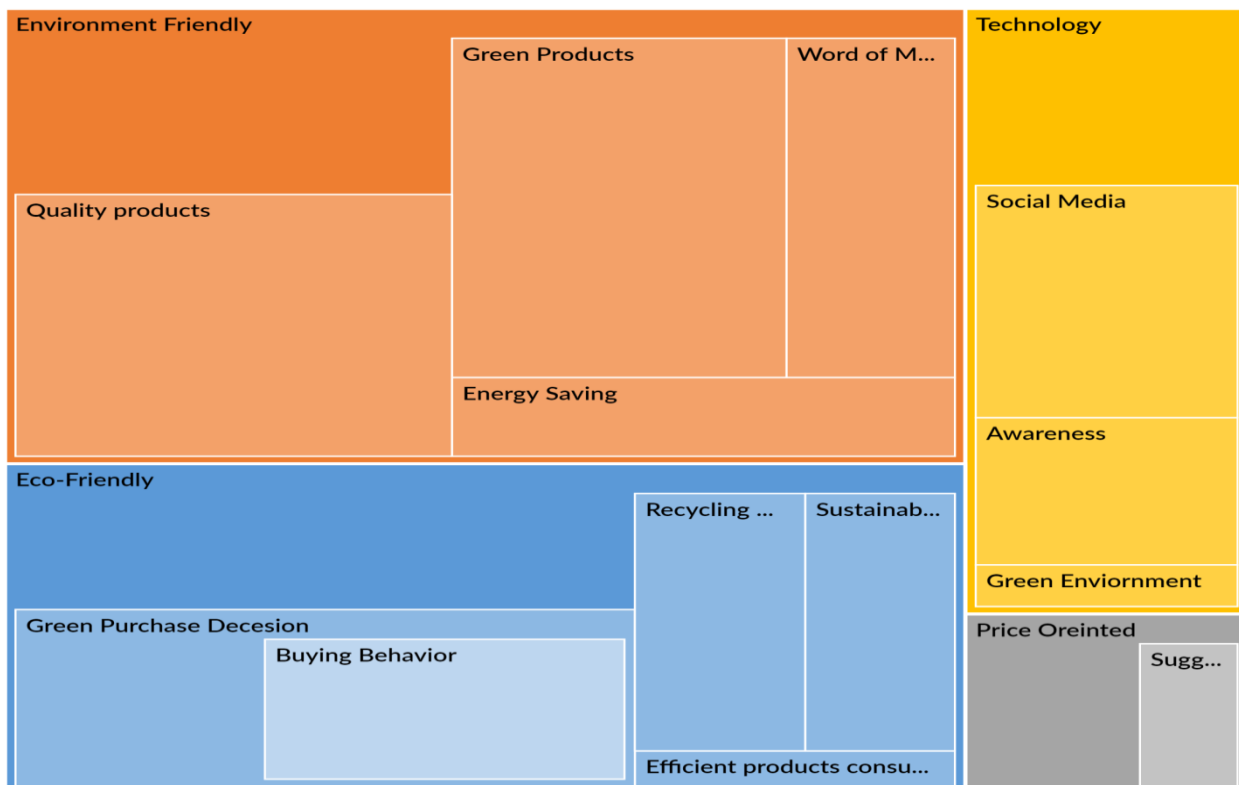 Environment Friendly
Green Products
Word of M...
Quality products
Energy Saving
Technology
Social Media
Awareness
Green Enviornment
Eco-Friendly
Recycling ...
Sustainab...
Green Purchase Decesion
Buying Behavior
Efficient products consu...
Price Oreinted
Sugg...